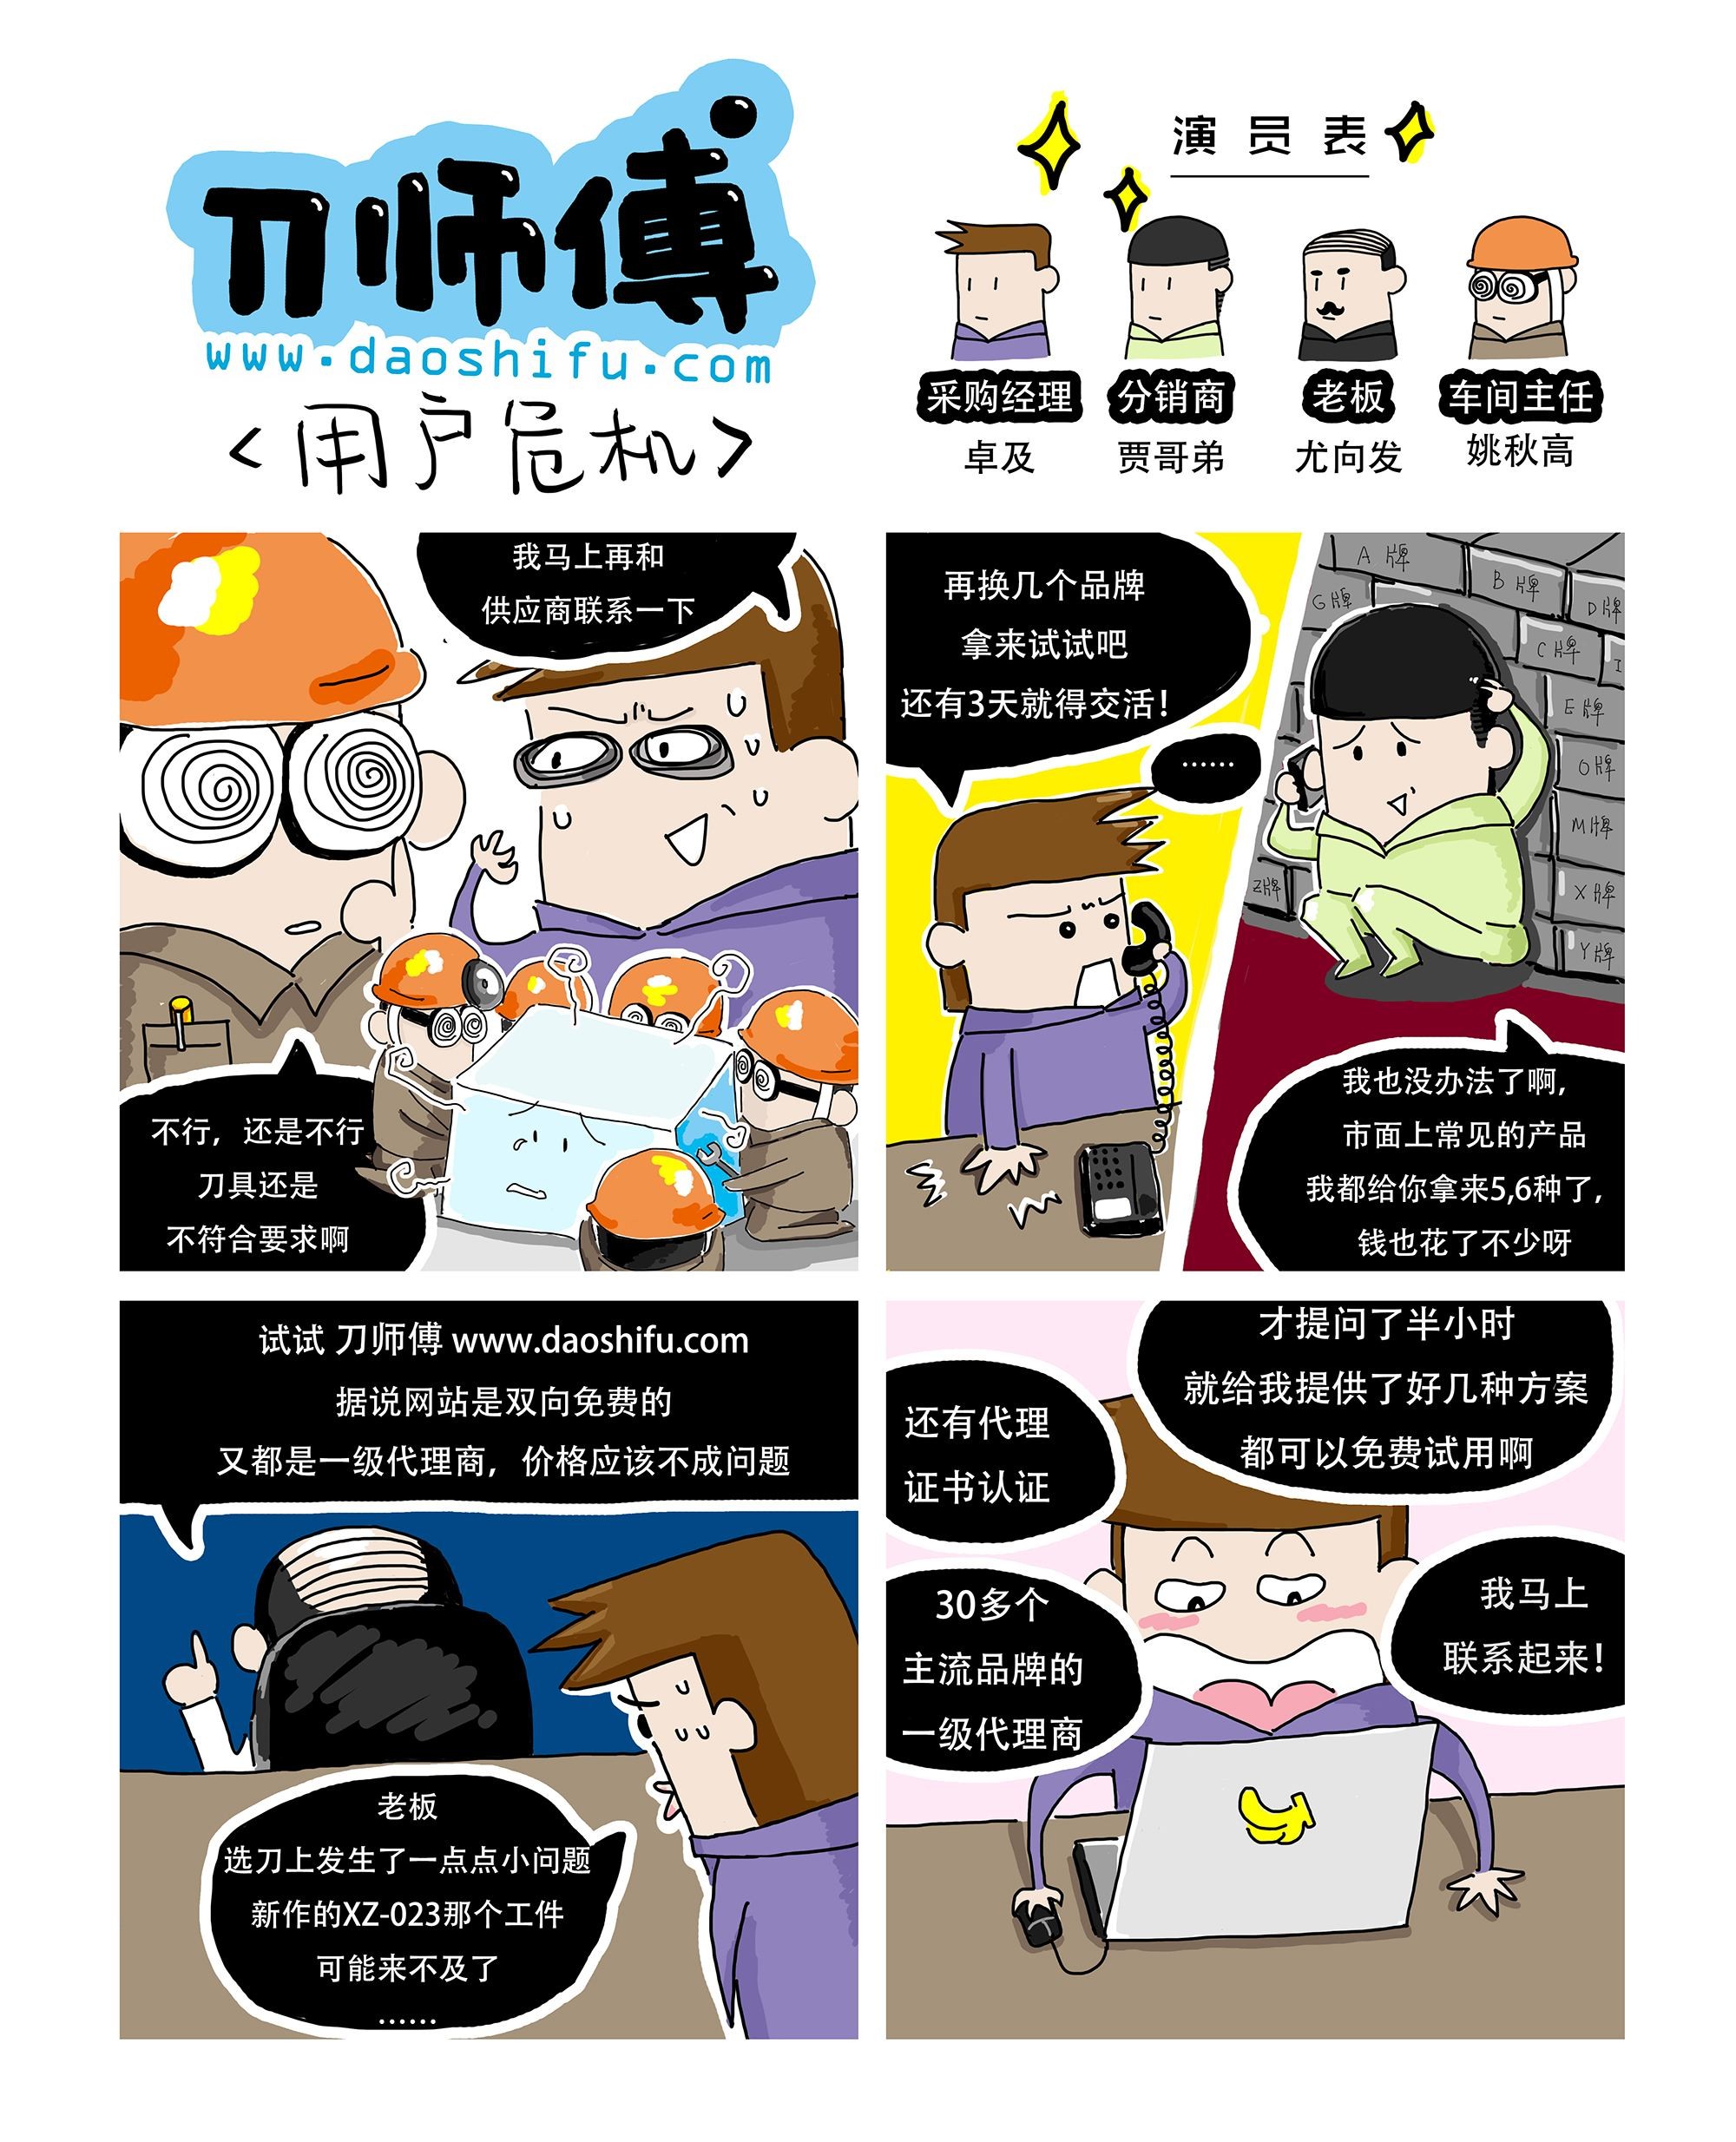 刀师傅
www.daoshifu.com
<用户危机>
演员表
采购经理
卓及
分销商
贾哥弟
老板
尤向发
车间主任
姚秋高
我马上再和
供应商联系一下
不行，还是不行
刀具还是
不符合要求啊
再换几个品牌
拿来试试吧
还有3天就得交活！
……
A 牌
B 牌
G牌
D牌
C 牌
I
E 牌
O牌
M牌
Z牌
X 牌
Y牌
我也没办法了啊，
市面上常见的产品
我都给你拿来5,6种了，
钱也花了不少呀
试试 刀师傅 www.daoshifu.com
据说网站是双向免费的
又都是一级代理商，价格应该不成问题
老板
选刀上发生了一点点小问题
新作的XZ-023那个工件
可能来不及了
……
才提问了半小时
就给我提供了好几种方案
都可以免费试用啊
还有代理
证书认证
30多个
主流品牌的
一级代理商
我马上
联系起来！